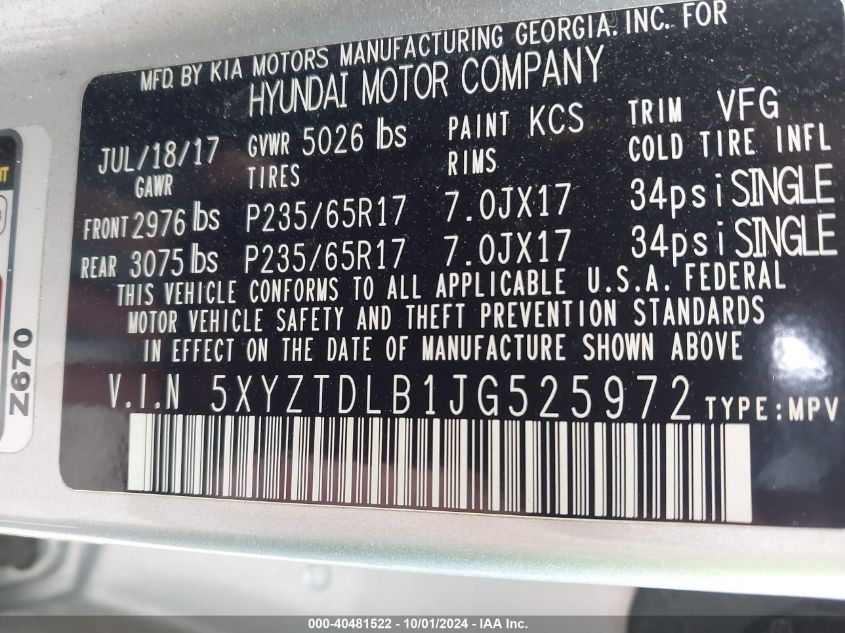 MFD. BY KIA MOTORS MANUFACTURING GEORGIA. INC. FOR
HYUNDAI MOTOR COMPANY
JUL/18/17 GVWR 5026 lbs PAINT KCS TRIM VFG
GAWR TIRES RIMS COLD TIRE INFL
FRONT 2976 lbs P235/65R17 7.0JX17 34psi SINGLE
REAR 3075 lbs P235/65R17 7.0JX17 34psi SINGLE
THIS VEHICLE CONFORMS TO ALL APPLICABLE U.S.A. FEDERAL
MOTOR VEHICLE SAFETY AND THEFT PREVENTION STANDARDS
IN EFFECT ON THE DATE OF MANUFACTURE SHOWN ABOVE
V.I.N 5XYZTDLB1JG525972 TYPE:MPV
Z670
000-40481522 - 10/01/2024 - IAA Inc.